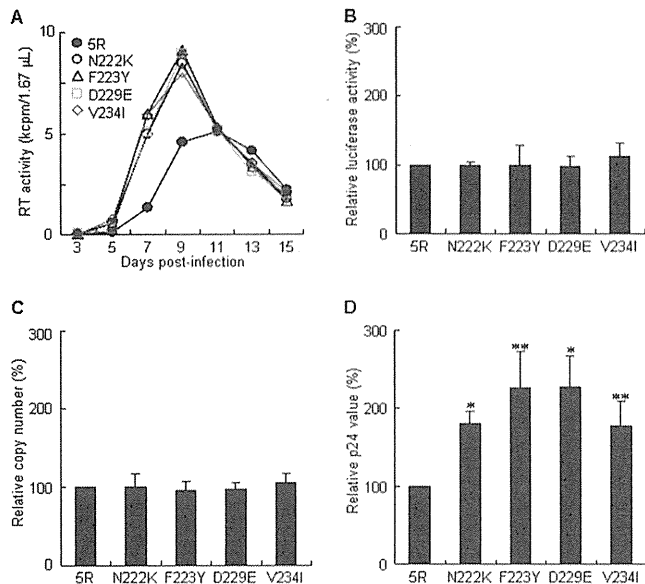 A
RT activity (kcpm/1.67 μL)
10
5
0
5R
N222K
F223Y
D229E
V234I
3 5 7 9 11 13 15
Days post-infection
B
Relative luciferase activity (%)
300
200
100
0
5R N222K F223Y D229E V234I
C
Relative copy number (%)
300
200
100
0
5R N222K F223Y D229E V234I
D
Relative p24 value (%)
300
200
100
0
* ** * **
5R N222K F223Y D229E V234I